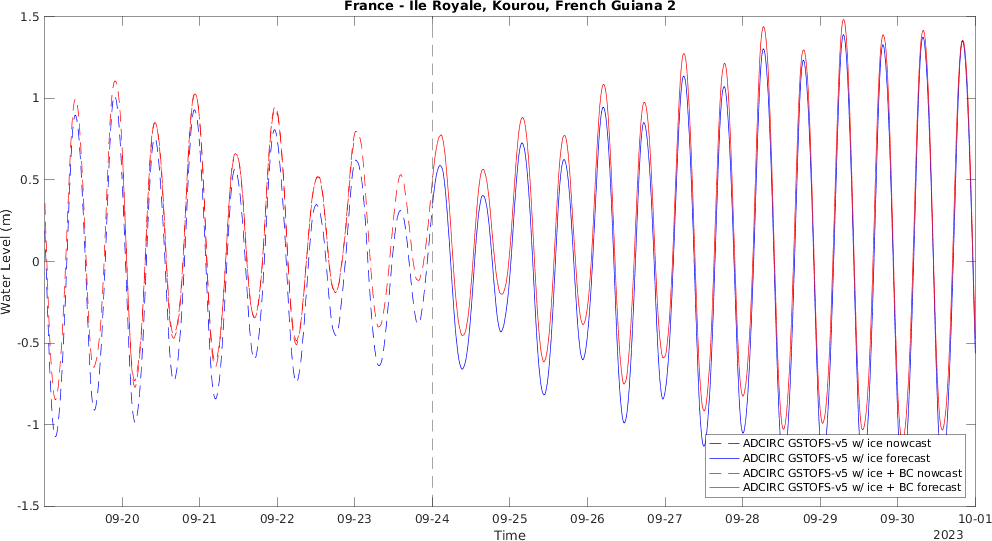 France - Ile Royale, Kourou, French Guiana 2
1.5
1
0.5
0
-0.5
-1
-1.5
Water Level (m)
ADCIRC GSTOFS-v5 w/ ice nowcast
ADCIRC GSTOFS-v5 w/ ice forecast
ADCIRC GSTOFS-v5 w/ ice + BC nowcast
ADCIRC GSTOFS-v5 w/ ice + BC forecast
09-20 09-21 09-22 09-23 09-24 09-25 09-26 09-27 09-28 09-29 09-30 10-01
Time
2023